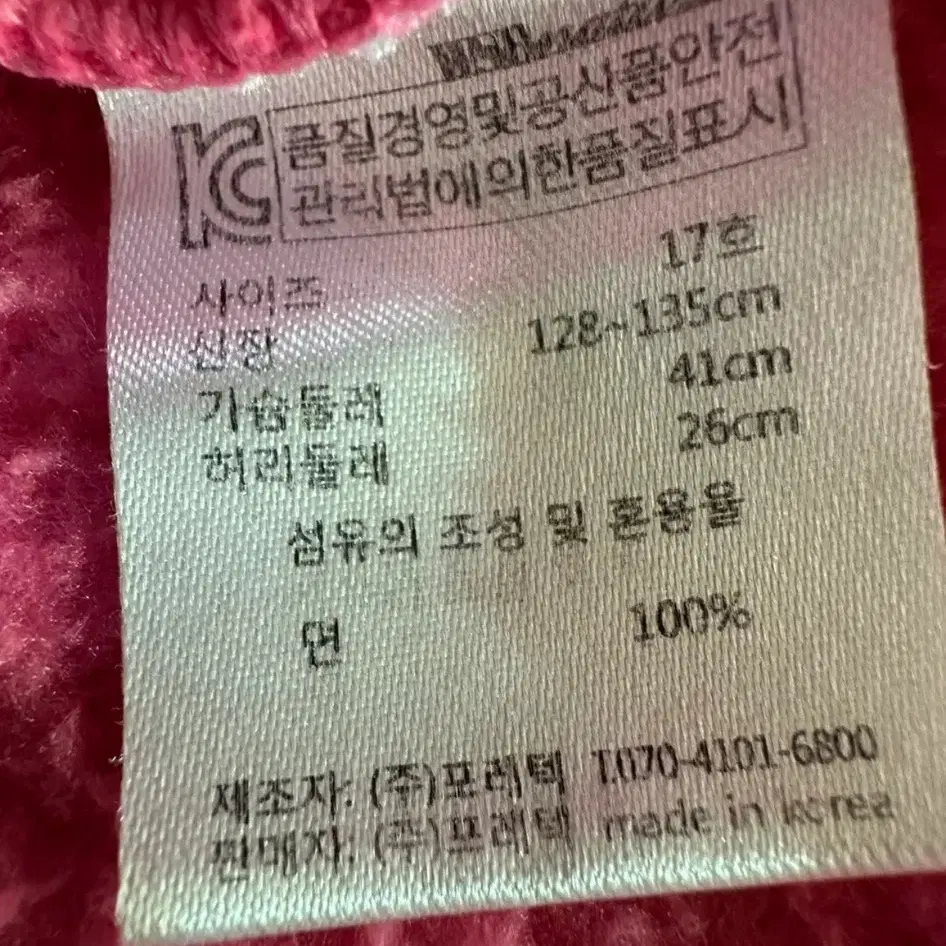 품질경영및공산품안전
관리법에의한품질표시
사이즈 17호
신장 128~135cm
가슴둘레 41cm
허리둘레 26cm
섬유의 조성 및 혼용율
면 100%
제조자: (주)포레텍 T.070-4101-6800
판매자: (주)포레텍 made in korea